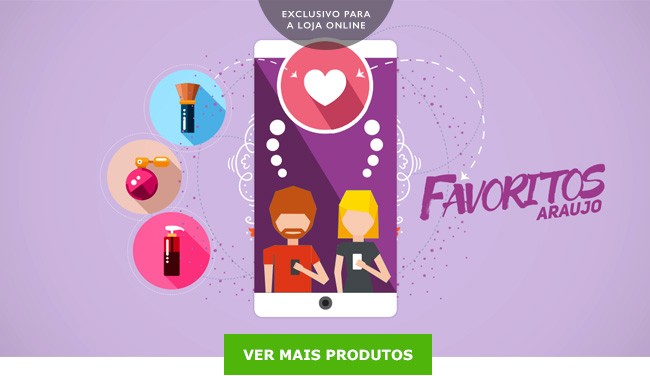 EXCLUSIVO PARA
A LOJA ONLINE
FAVORITOS
ARAUJO
VER MAIS PRODUTOS